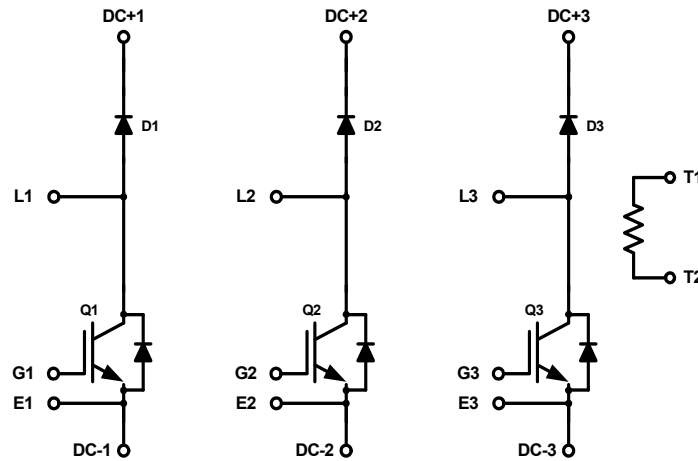 DC+1 DC+2 DC+3
D1 D2 D3
T1
L1 L2 L3
T2
Q1 Q2 Q3
G1 G2 G3
E1 E2 E3
DC-1 DC-2 DC-3